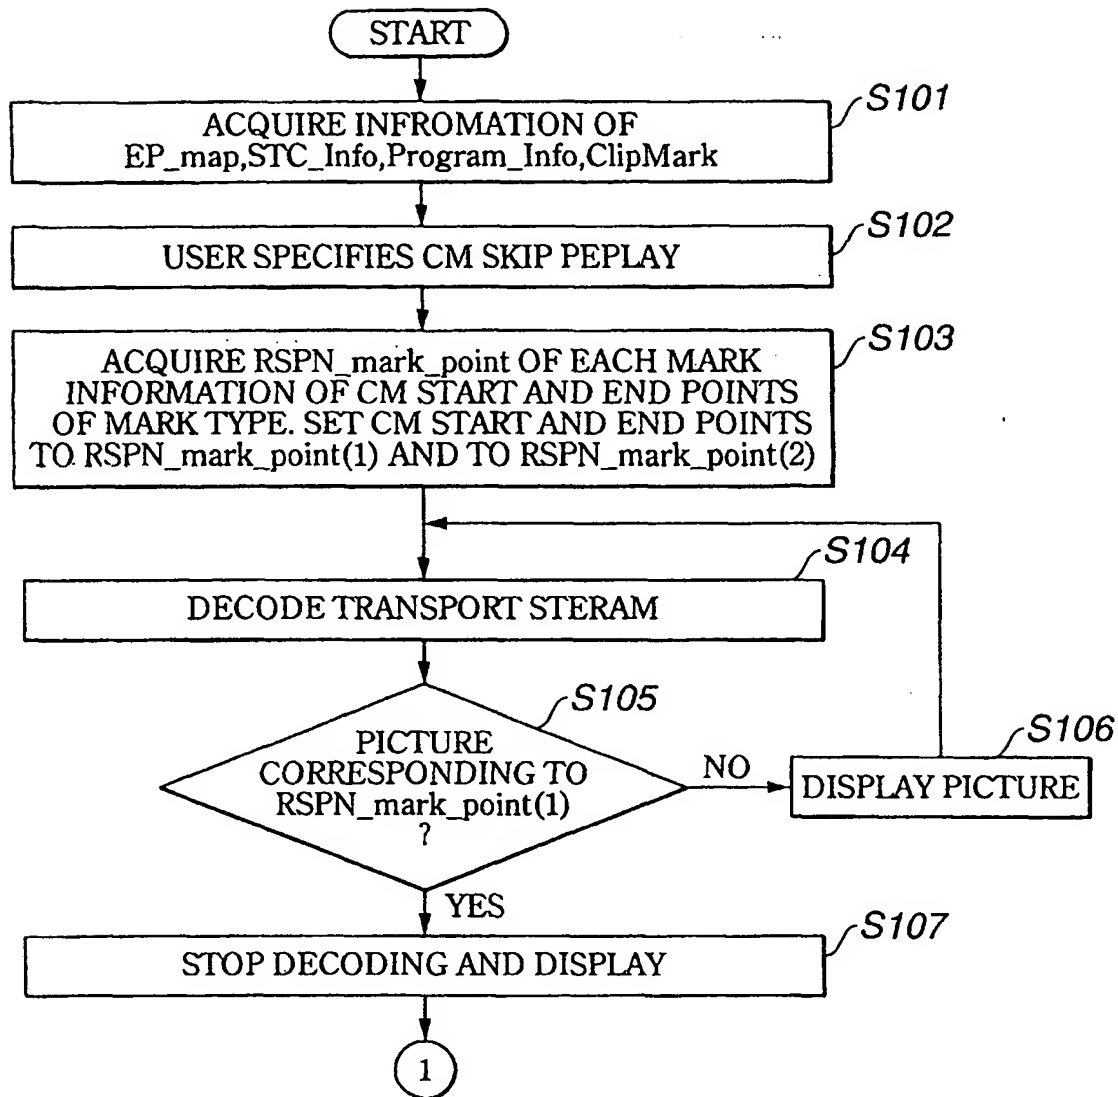 START
S101
ACQUIRE INFROMATION OF
EP_map,STC_Info,Program_Info,ClipMark
S102
USER SPECIFIES CM SKIP PEPLAY
S103
ACQUIRE RSPN_mark_point OF EACH MARK
INFORMATION OF CM START AND END POINTS
OF MARK TYPE. SET CM START AND END POINTS
TO RSPN_mark_point(1) AND TO RSPN_mark_point(2)
S104
DECODE TRANSPORT STERAM
S105
PICTURE
CORRESPONDING TO
RSPN_mark_point(1)
?
NO
S106
DISPLAY PICTURE
YES
S107
STOP DECODING AND DISPLAY
1